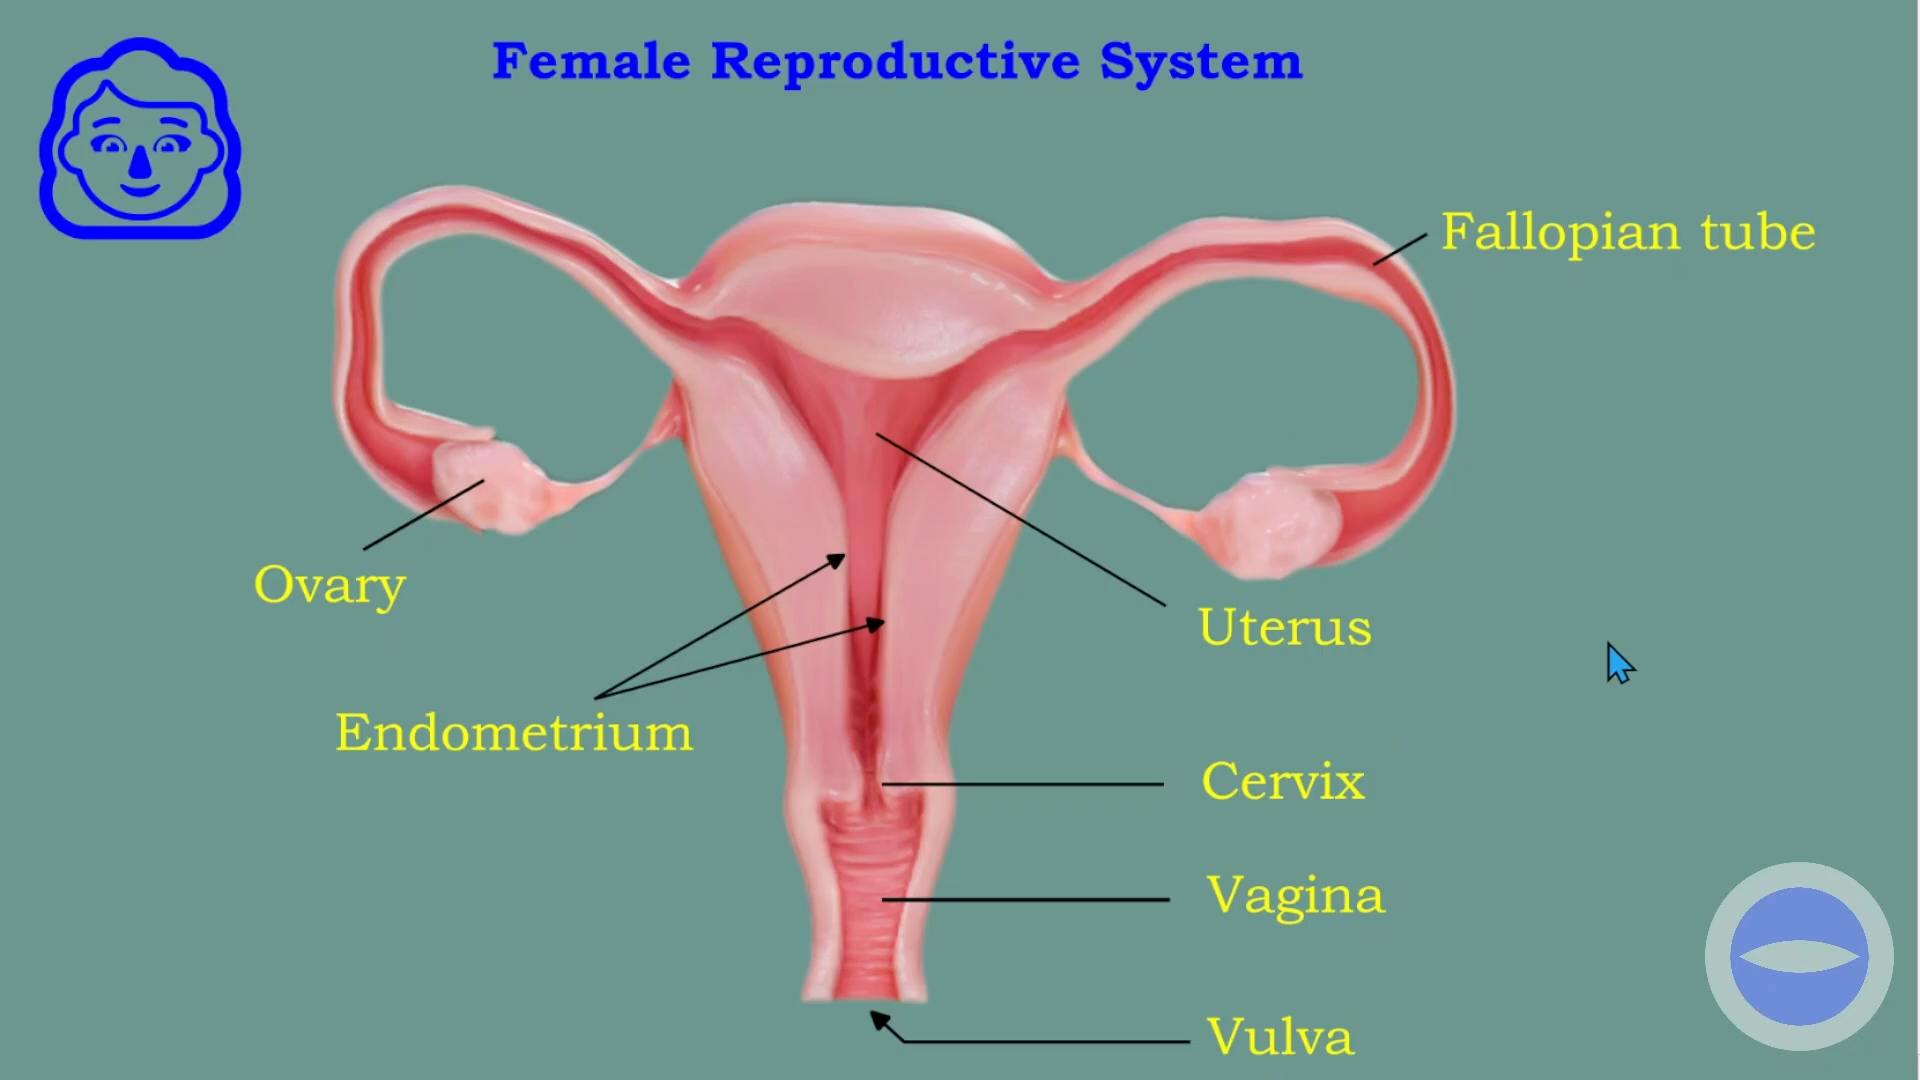 Female Reproductive System
Fallopian tube
Ovary
Uterus
Endometrium
Cervix
Vagina
Vulva